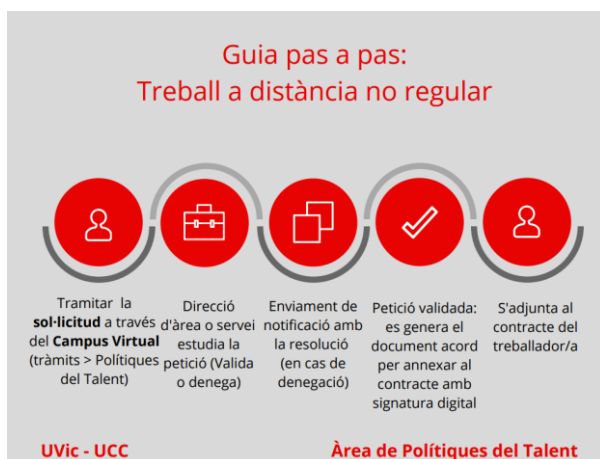 Guia pas a pas:
Treball a distància no regular
Tramitar la
sol·licitud a través
del Campus Virtual
(tràmits > Polítiques
del Talent)
Direcció
d'àrea o servei
estudia la
petició (Valida
o denega)
Enviament de
notificació amb
la resolució
(en cas de
denegació)
Petició validada:
es genera el
document acord
per annexar al
contracte amb
signatura digital
S'adjunta al
contracte del
treballador/a
UVic - UCC
Àrea de Polítiques del Talent